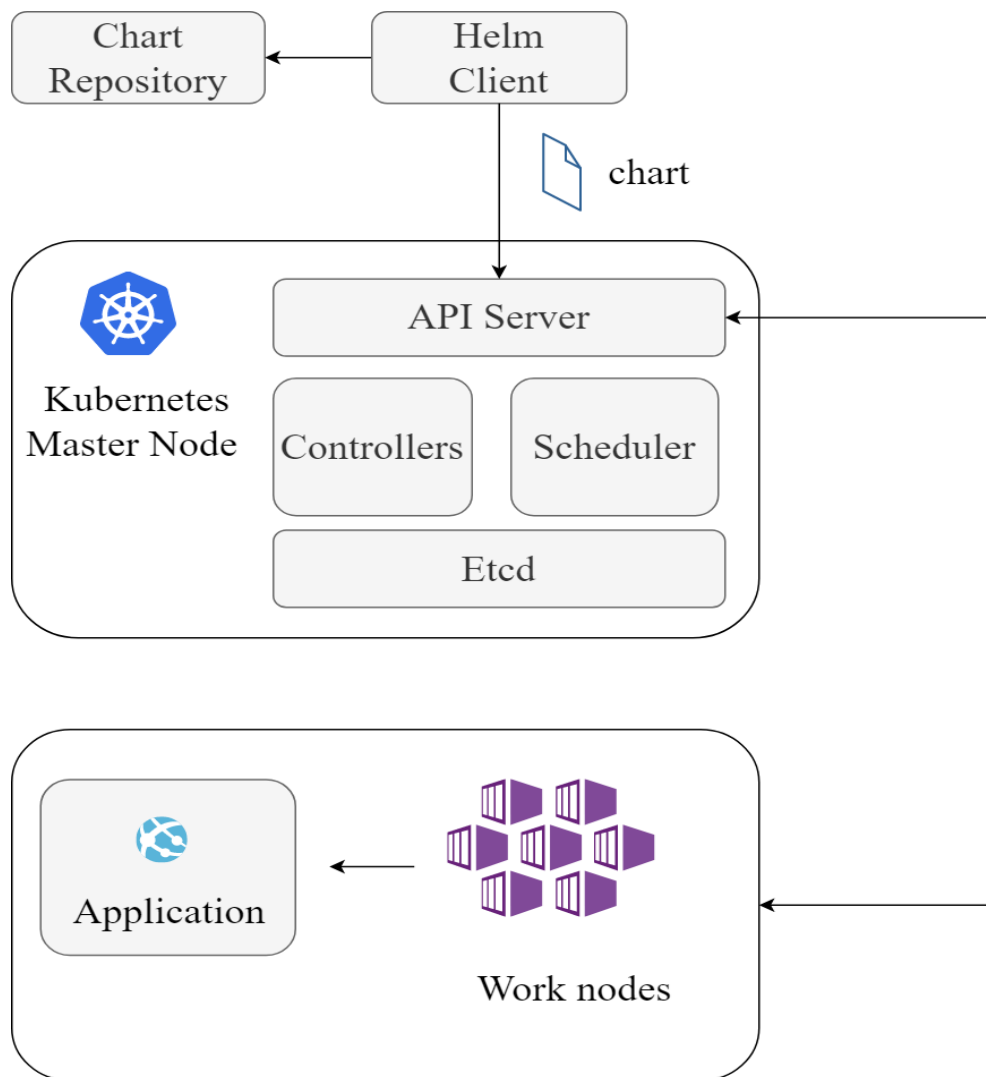 Chart
Repository
Helm
Client
chart
API Server
Kubernetes
Master Node
Controllers
Scheduler
Etcd
Application
Work nodes